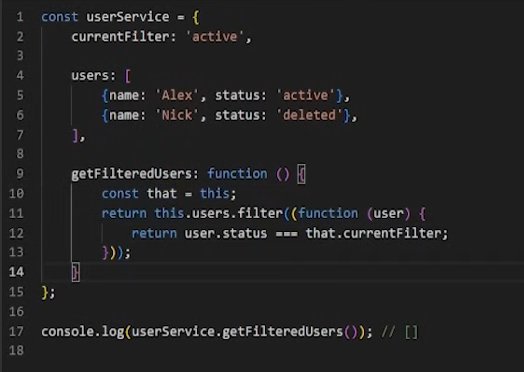 1 const userService = {
2 currentFilter: 'active',
3
4 users: [
5 {name: 'Alex', status: 'active'},
6 {name: 'Nick', status: 'deleted'},
7 ],
8
9 getFilteredUsers: function () {
10 const that = this;
11 return this.users.filter((function (user) {
12 return user.status === that.currentFilter;
13 }));
14 }
15 };
16
17 console.log(userService.getFilteredUsers()); // []
18